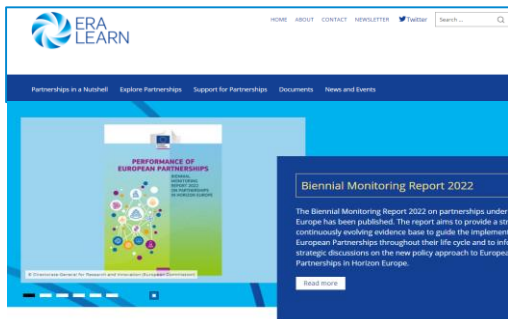 ERA
LEARN
HOME ABOUT CONTACT NEWSLETTER Twitter Search ...
Partnerships in a Nutshell Explore Partnerships Support for Partnerships Documents News and Events
PERFORMANCE OF
EUROPEAN PARTNERSHIPS
BIENNIAL
MONITORING
REPORT 2022
ON PARTNERSHIPS
IN HORIZON EUROPE
© Directorate-General for Research and Innovation (European Commission)
Biennial Monitoring Report 2022
The Biennial Monitoring Report 2022 on partnerships under
Europe has been published. The report aims to provide a
continuously evolving evidence base to guide the
European Partnerships throughout their life cycle and to
strategic discussions on the new policy approach to
Partnerships in Horizon Europe.
Read more